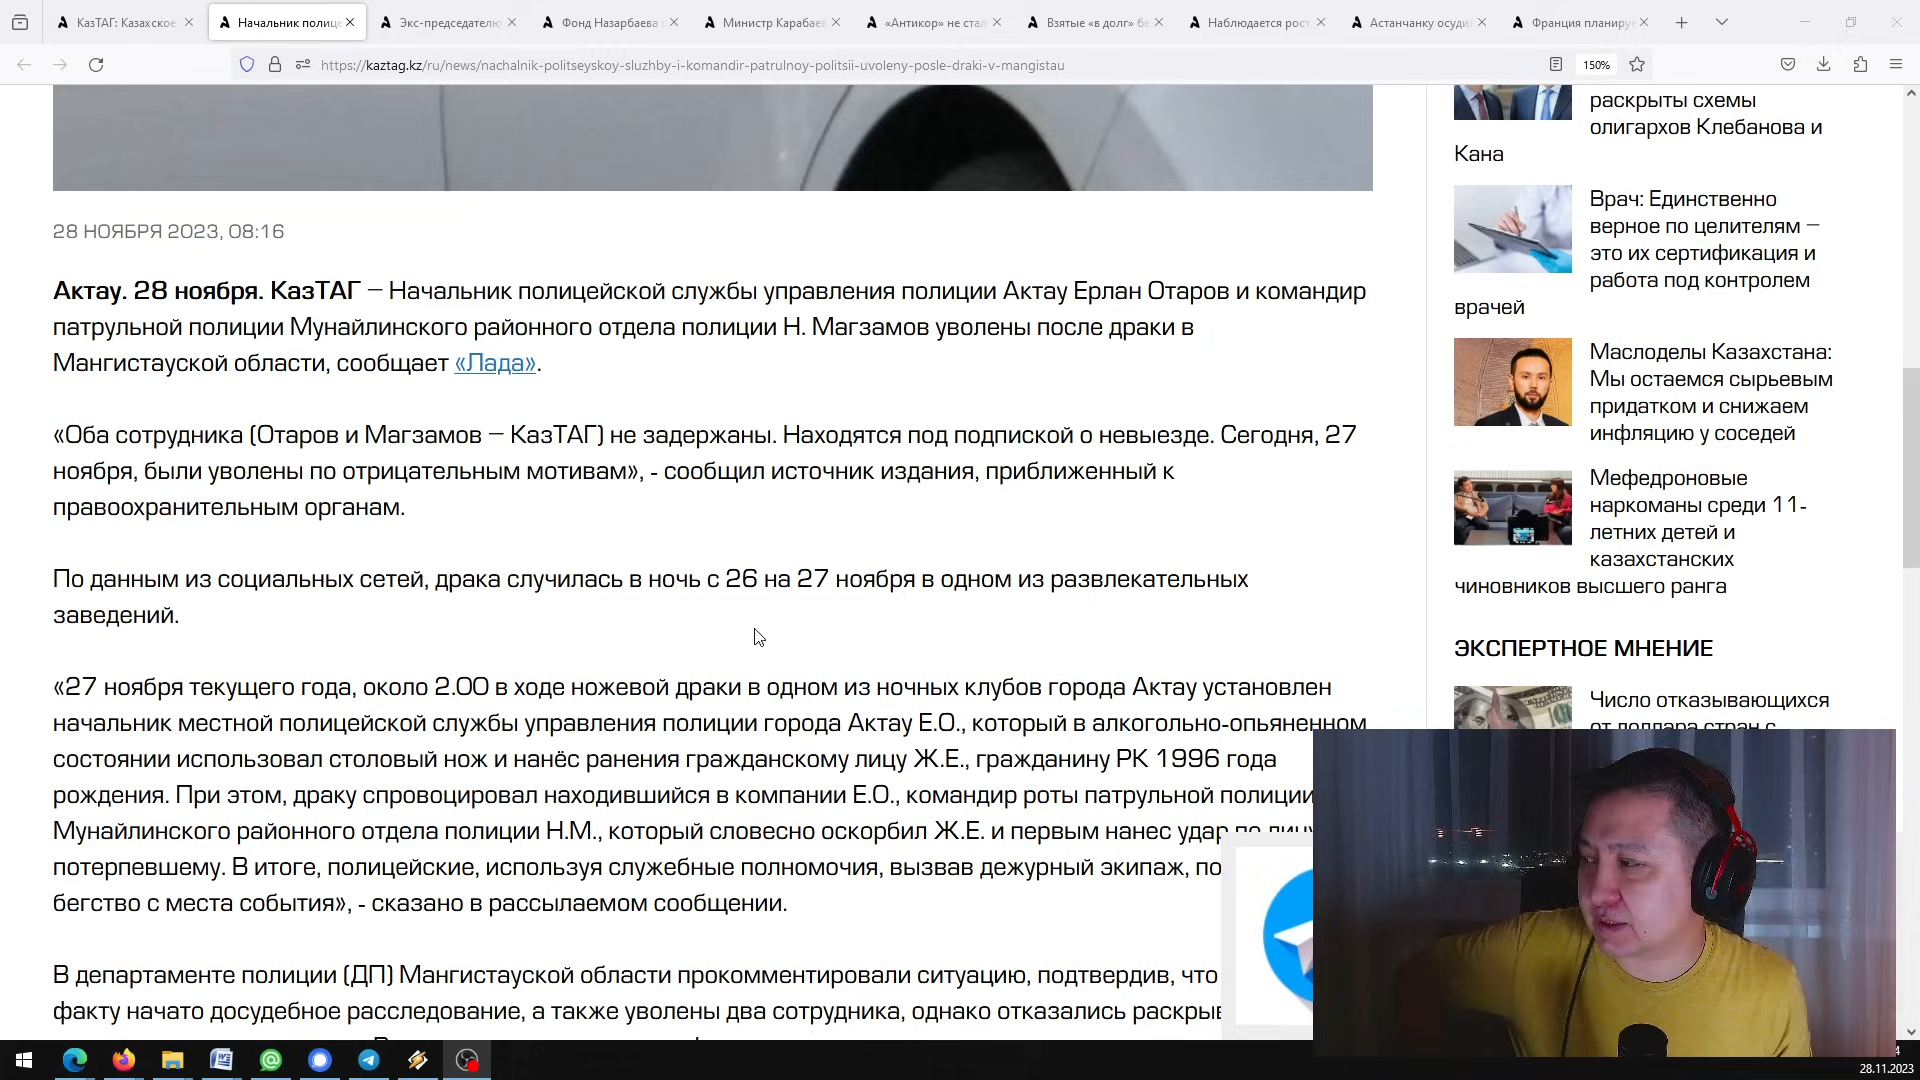 КазТАГ: Казахское
Начальник полице
Экс-председателю
Фонд Назарбаева
Министр Карабае
«Антикор» не стал
Взятые «в долг» б
Наблюдается рост
Астанчанку осуди
Франция планируе
https://kaztag.kz/ru/news/nachalnik-politseyskoy-sluzhby-i-komandir-patrulnoy-politsii-uvoleny-posle-draki-v-mangistau
150%
28 НОЯБРЯ 2023, 08:16
Актау. 28 ноября. КазТАГ – Начальник полицейской службы управления полиции Актау Ерлан Отаров и командир
патрульной полиции Мунайлинского районного отдела полиции Н. Магзамов уволены после драки в
Мангистауской области, сообщает «Лада».
«Оба сотрудника (Отаров и Магзамов – КазТАГ) не задержаны. Находятся под подпиской о невыезде. Сегодня, 27
ноября, были уволены по отрицательным мотивам», - сообщил источник издания, приближенный к
правоохранительным органам.
По данным из социальных сетей, драка случилась в ночь с 26 на 27 ноября в одном из развлекательных
заведений.
«27 ноября текущего года, около 2.00 в ходе ножевой драки в одном из ночных клубов города Актау установлен
начальник местной полицейской службы управления полиции города Актау Е.О., который в алкогольно-опьяненном
состоянии использовал столовый нож и нанёс ранения гражданскому лицу Ж.Е., гражданину РК 1996 года
рождения. При этом, драку спровоцировал находившийся в компании Е.О., командир роты патрульной полиции
Мунайлинского районного отдела полиции Н.М., который словесно оскорбил Ж.Е. и первым нанес удар по лицу
потерпевшему. В итоге, полицейские, используя служебные полномочия, вызвав дежурный экипаж, по
бегство с места события», - сказано в рассылаемом сообщении.
В департаменте полиции (ДП) Мангистауской области прокомментировали ситуацию, подтвердив, что
факту начато досудебное расследование, а также уволены два сотрудника, однако отказались раскры
раскрыты схемы
олигархов Клебанова и
Кана
Врач: Единственно
верное по целителям –
это их сертификация и
работа под контролем
врачей
Маслоделы Казахстана:
Мы остаемся сырьевым
придатком и снижаем
инфляцию у соседей
Мефедроновые
наркоманы среди 11-
летних детей и
казахстанских
чиновников высшего ранга
ЭКСПЕРТНОЕ МНЕНИЕ
Число отказывающихся
от доллара стран с
28.11.2023